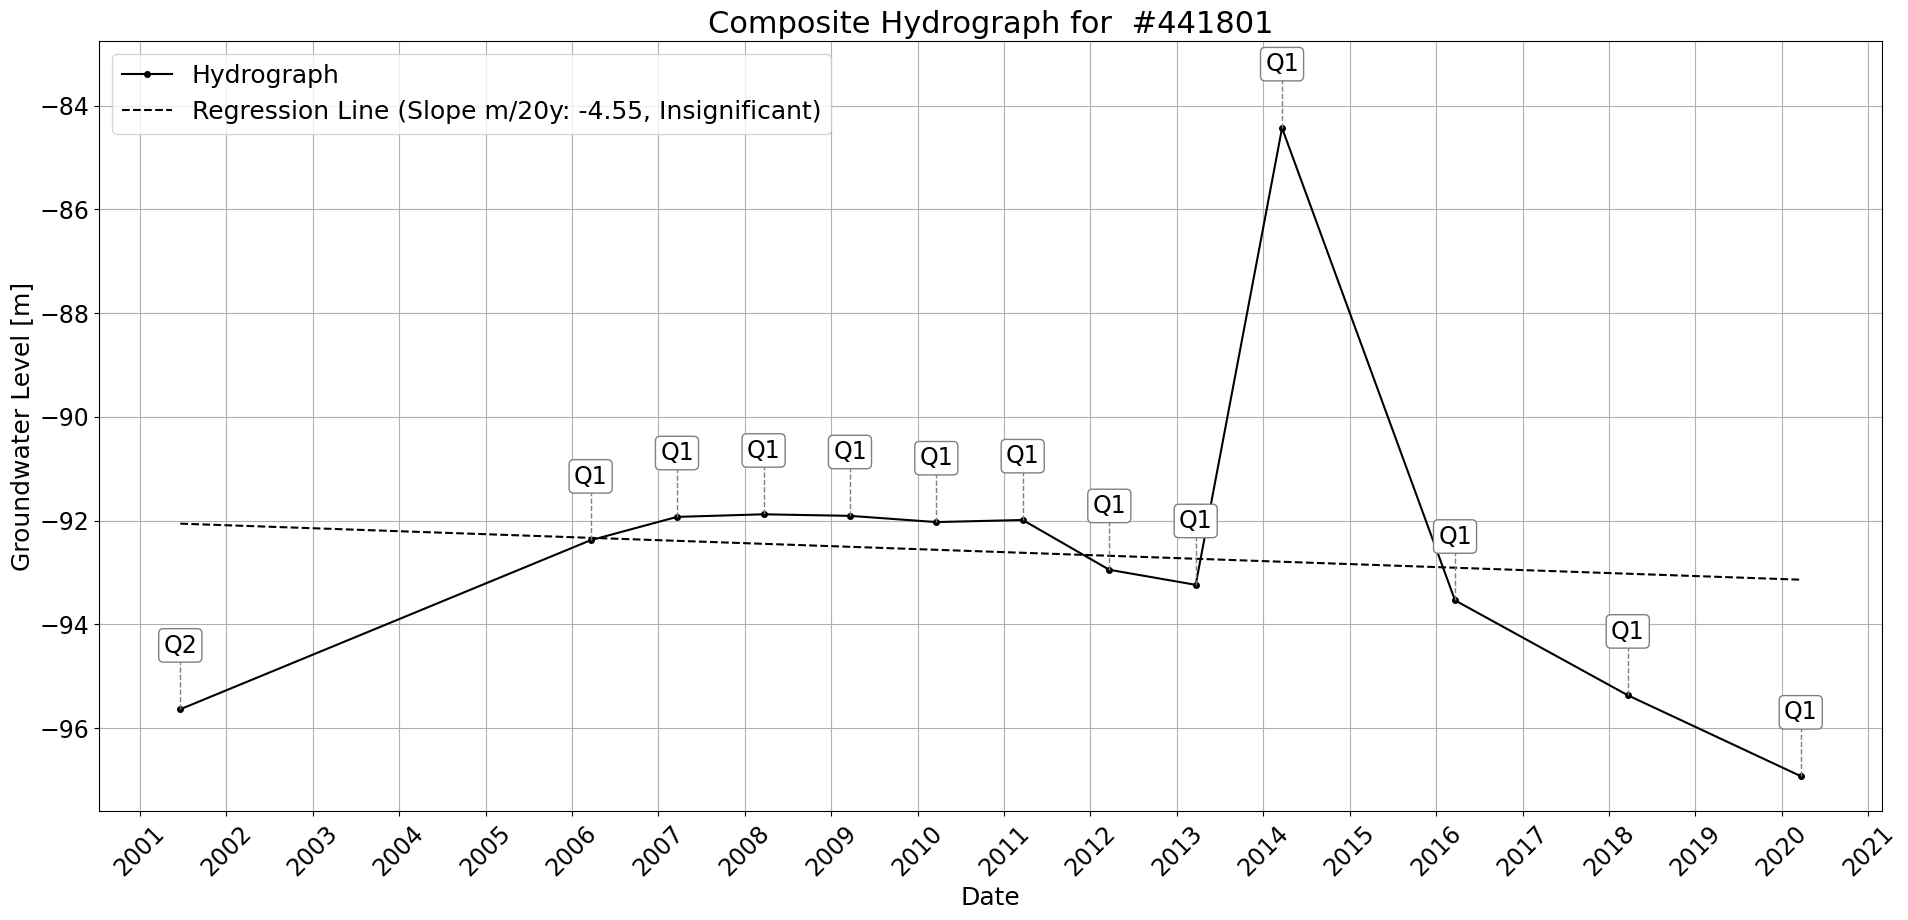 Composite Hydrograph for  #441801
Hydrograph
Regression Line (Slope m/20y: -4.55, Insignificant)
Groundwater Level [m]
−84
−86
−88
−90
−92
−94
−96
Q2
Q1
Q1
Q1
Q1
Q1
Q1
Q1
Q1
Q1
Q1
Q1
Q1
2001
2002
2003
2004
2005
2006
2007
2008
2009
2010
2011
2012
2013
2014
2015
2016
2017
2018
2019
2020
2021
Date